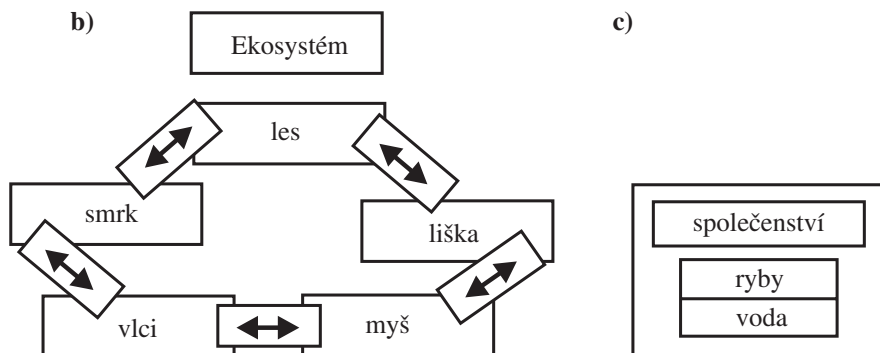 b)
Ekosystém
les
smrk
liška
vlci
myš
c)
společenství
ryby
voda